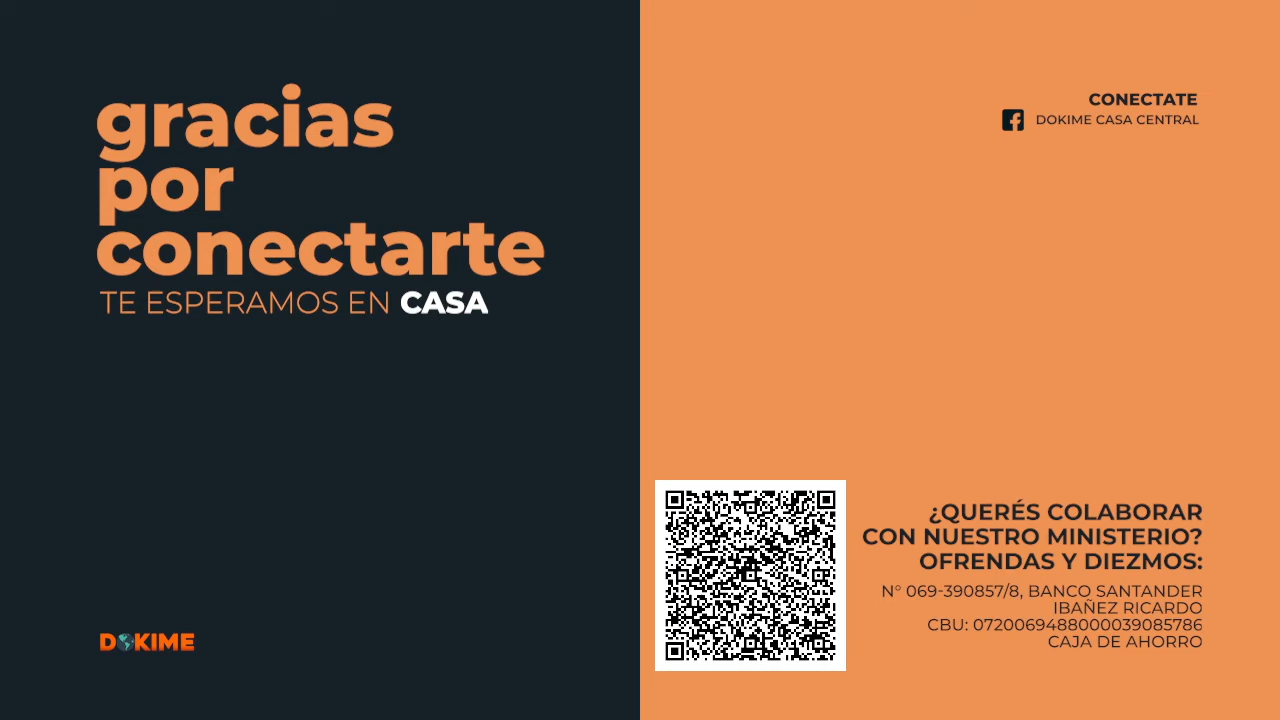 gracias
por
conectarte
TE ESPERAMOS EN CASA
DOKIME
CONECTATE
DOKIME CASA CENTRAL
¿QUERÉS COLABORAR
CON NUESTRO MINISTERIO?
OFRENDAS Y DIEZMOS:
N° 069-390857/8, BANCO SANTANDER
IBAÑEZ RICARDO
CBU: 0720069488000039085786
CAJA DE AHORRO